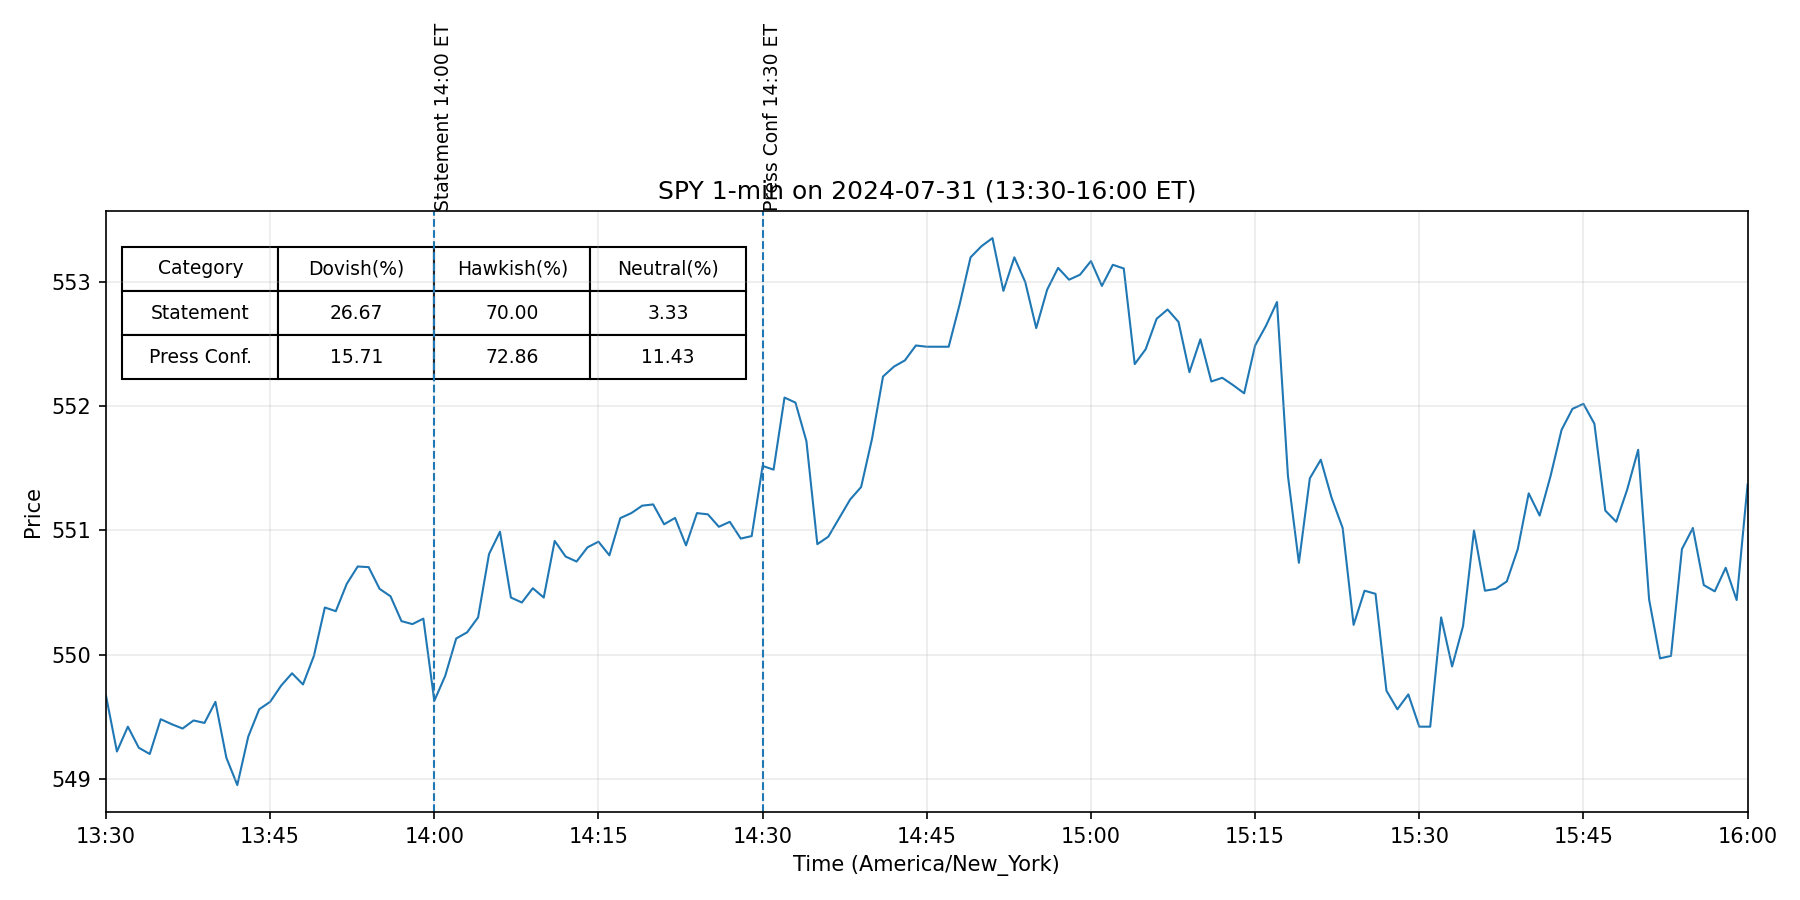 Statement 14:00 ET
Press Conf 14:30 ET
SPY 1-min on 2024-07-31 (13:30-16:00 ET)
Category Dovish(%) Hawkish(%) Neutral(%)
Statement 26.67 70.00 3.33
Press Conf. 15.71 72.86 11.43
553
552
551
550
549
Price
13:30 13:45 14:00 14:15 14:30 14:45 15:00 15:15 15:30 15:45 16:00
Time (America/New_York)